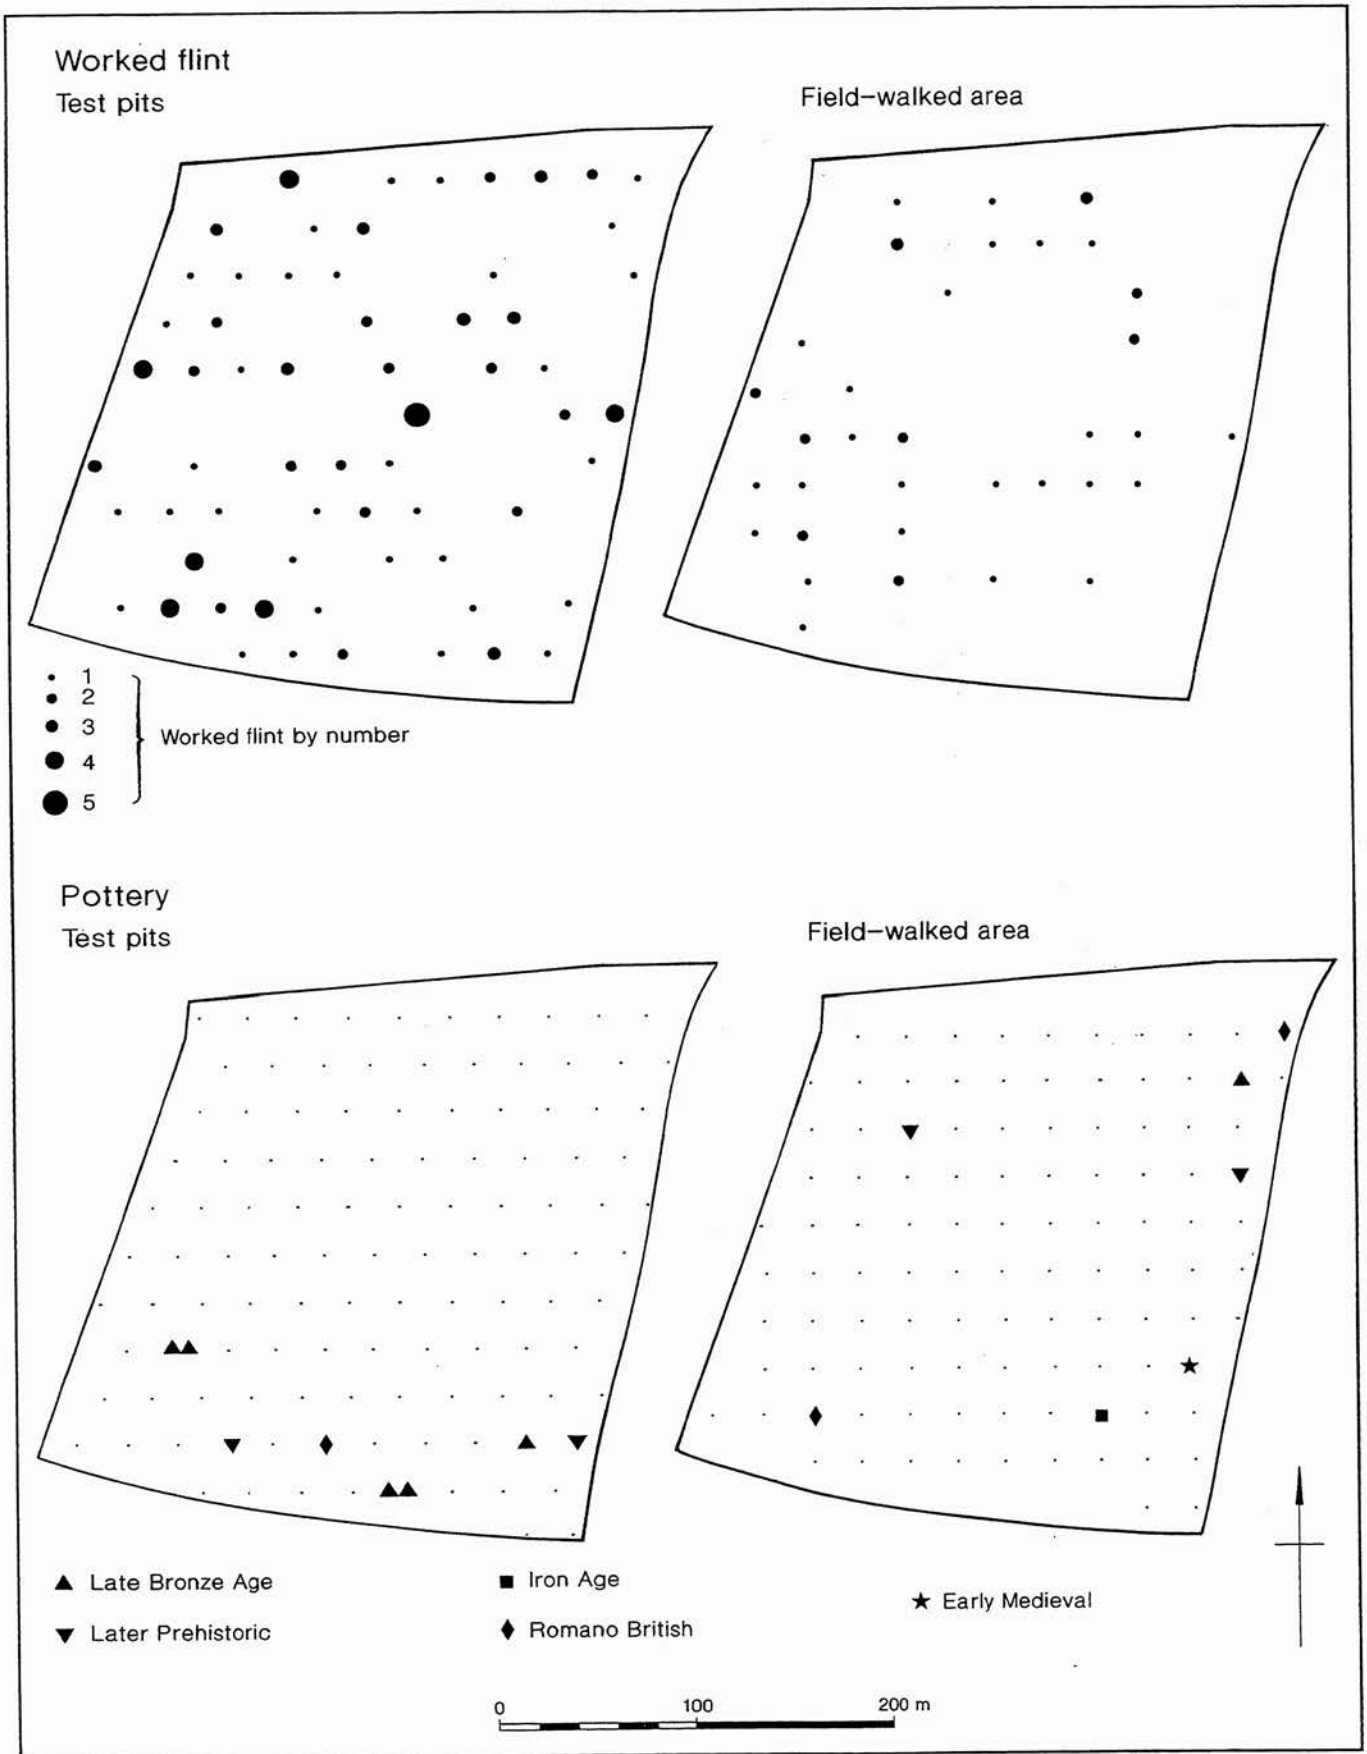 Worked flint
Test pits
Field-walked area
1
2
3
4
5
Worked flint by number
Pottery
Test pits
Field-walked area
Late Bronze Age
Later Prehistoric
Iron Age
Romano British
Early Medieval
0 100 200 m